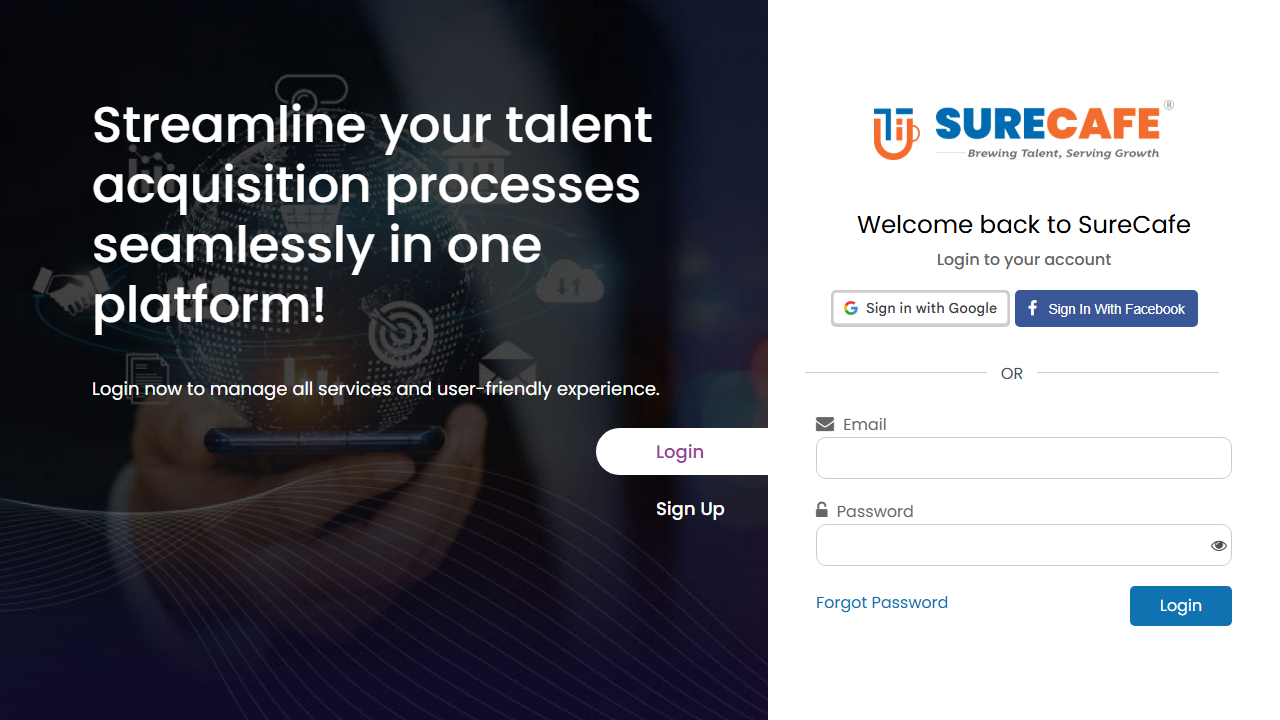 Streamline your talent
acquisition processes
seamlessly in one
platform!
Login now to manage all services and user-friendly experience.
Login
Sign Up
SURECAFE®
Brewing Talent, Serving Growth
Welcome back to SureCafe
Login to your account
Sign in with Google
Sign In With Facebook
OR
Email
Password
Forgot Password
Login